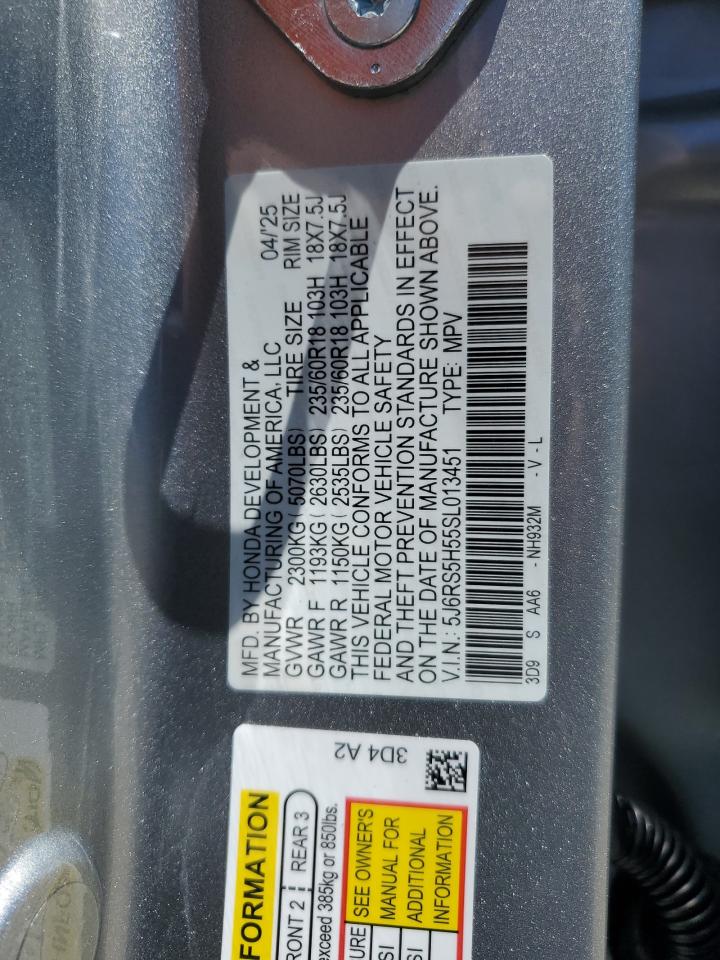 MFD. BY HONDA DEVELOPMENT &
MANUFACTURING OF AMERICA, LLC 04/'25
GVWR 2300KG ( 5070LBS) TIRE SIZE RIM SIZE
GAWR F 1193KG ( 2630LBS) 235/60R18 103H 18X7.5J
GAWR R 1150KG ( 2535LBS) 235/60R18 103H 18X7.5J
THIS VEHICLE CONFORMS TO ALL APPLICABLE
FEDERAL MOTOR VEHICLE SAFETY
AND THEFT PREVENTION STANDARDS IN EFFECT
ON THE DATE OF MANUFACTURE SHOWN ABOVE.
V.I.N.: 5J6RS5H55SL013451 TYPE: MPV
3D9 S AA6 - NH932M - V - L
3D4 A2
FORMATION
RONT 2 REAR 3
exceed 385kg or 850lbs.
URE SEE OWNER'S
SI MANUAL FOR
SI ADDITIONAL
INFORMATION